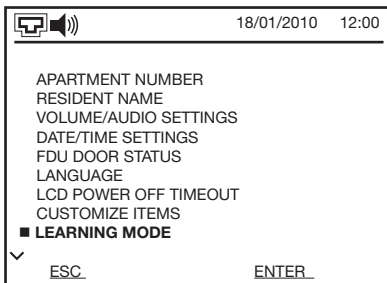 18/01/2010 12:00
APARTMENT NUMBER
RESIDENT NAME
VOLUME/AUDIO SETTINGS
DATE/TIME SETTINGS
FDU DOOR STATUS
LANGUAGE
LCD POWER OFF TIMEOUT
CUSTOMIZE ITEMS
LEARNING MODE
ESC ENTER